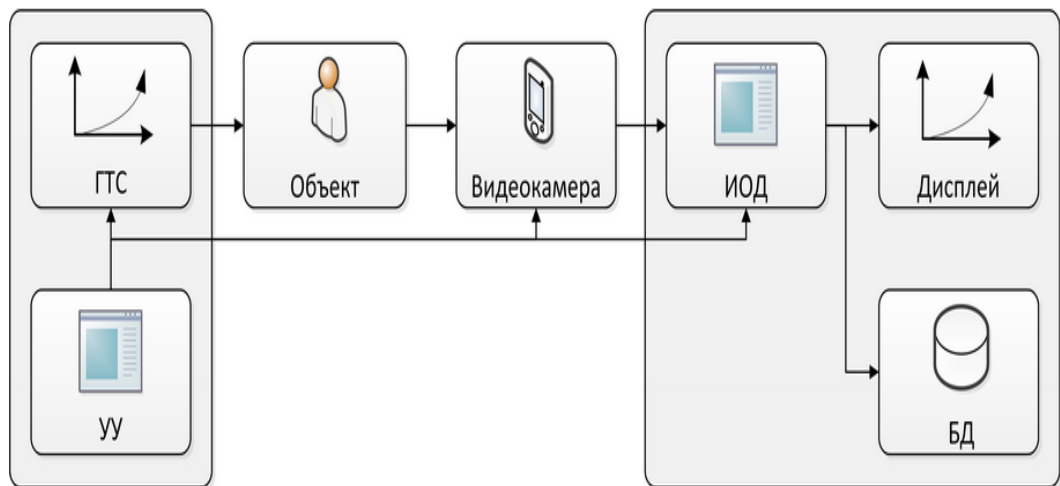 ГТС
Объект
Видеокамера
ИОД
Дисплей
УУ
БД